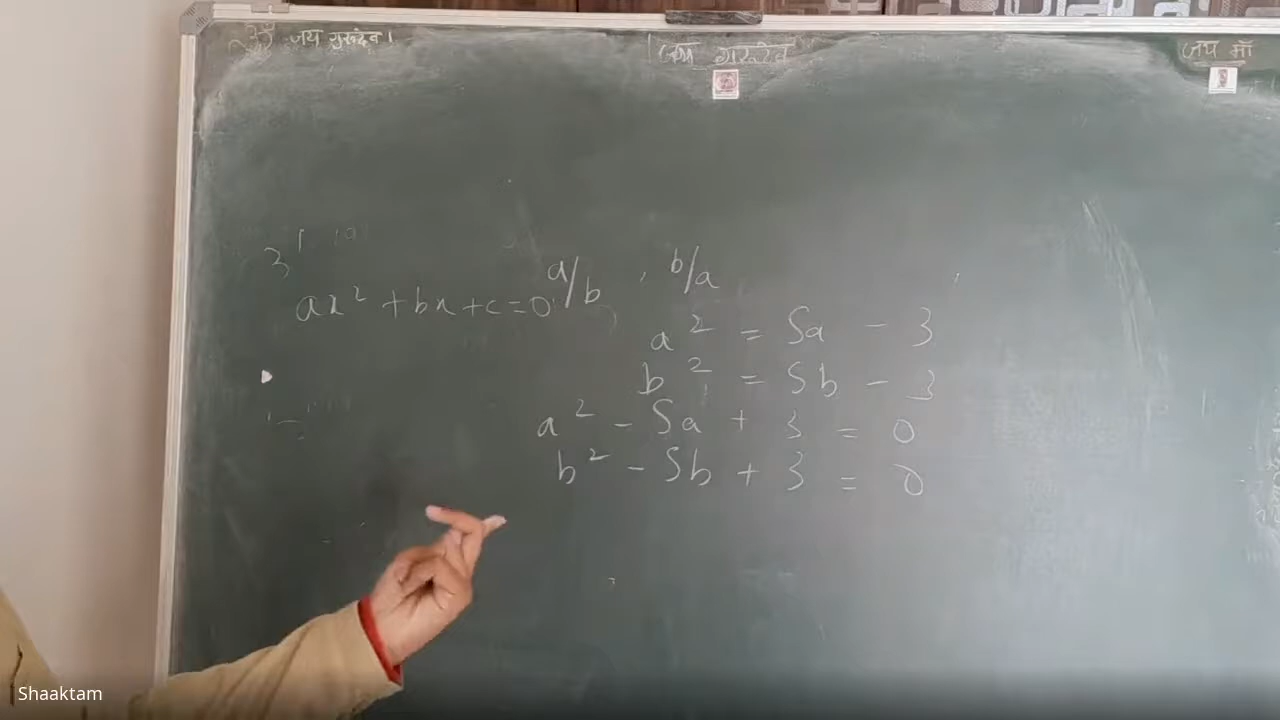 जय गुरुदेव।
जय गुरुदेव
जय माँ
a/b , b/a
ax² + bx + c = 0
a² = 5a - 3
b² = 5b - 3
a² - 5a + 3 = 0
b² - 5b + 3 = 0
Shaaktam